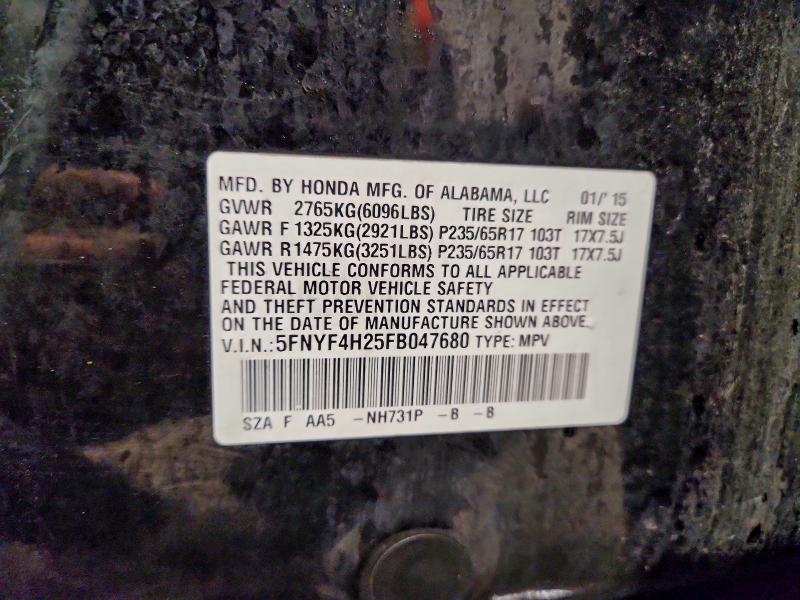 MFD. BY HONDA MFG. OF ALABAMA, LLC 01/'15
GVWR 2765KG(6096LBS) TIRE SIZE RIM SIZE
GAWR F 1325KG(2921LBS) P235/65R17 103T 17X7.5J
GAWR R1475KG(3251LBS) P235/65R17 103T 17X7.5J
THIS VEHICLE CONFORMS TO ALL APPLICABLE
FEDERAL MOTOR VEHICLE SAFETY
AND THEFT PREVENTION STANDARDS IN EFFECT
ON THE DATE OF MANUFACTURE SHOWN ABOVE.
V.I.N.:5FNYF4H25FB047680 TYPE: MPV
SZA F AA5 -NH731P -B -B